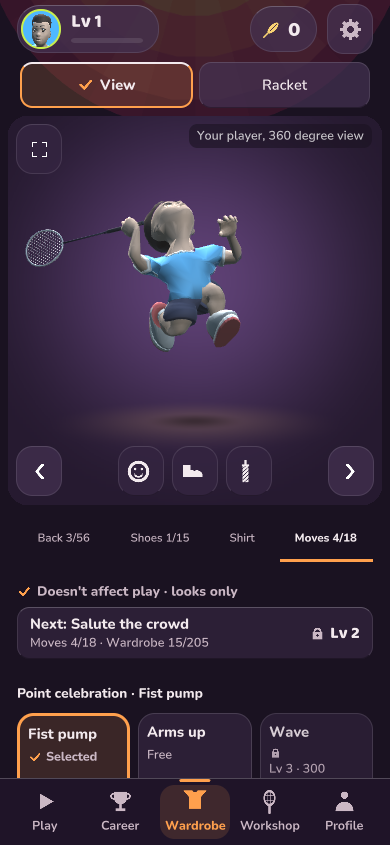 Lv 1
0
View
Racket
Your player, 360 degree view
Back 3/56
Shoes 1/15
Shirt
Moves 4/18
Doesn't affect play · looks only
Next: Salute the crowd
Moves 4/18 · Wardrobe 15/205
Lv 2
Point celebration · Fist pump
Fist pump
Selected
Arms up
Free
Wave
Lv 3 · 300
Play
Career
Wardrobe
Workshop
Profile